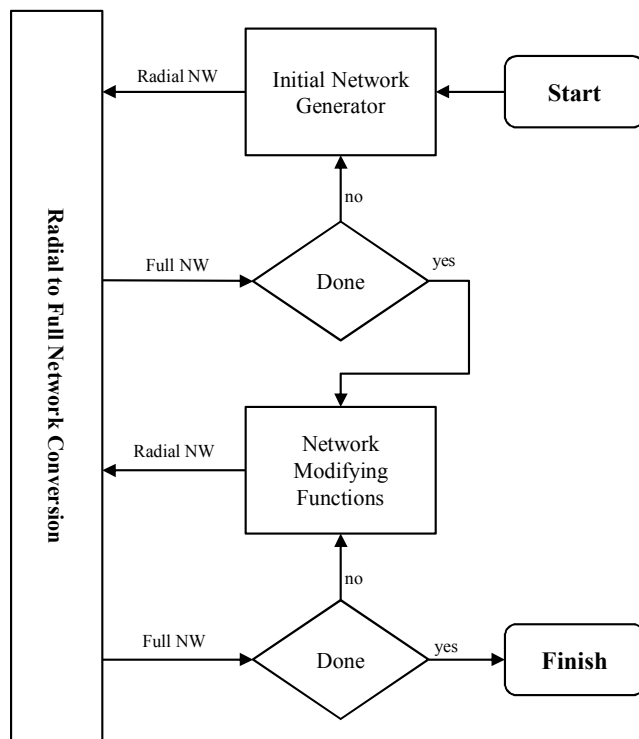 Radial NW
Initial Network
Generator
Start
no
Full NW
Done
yes
Radial to Full Network Conversion
Radial NW
Network
Modifying
Functions
no
Full NW
Done
yes
Finish